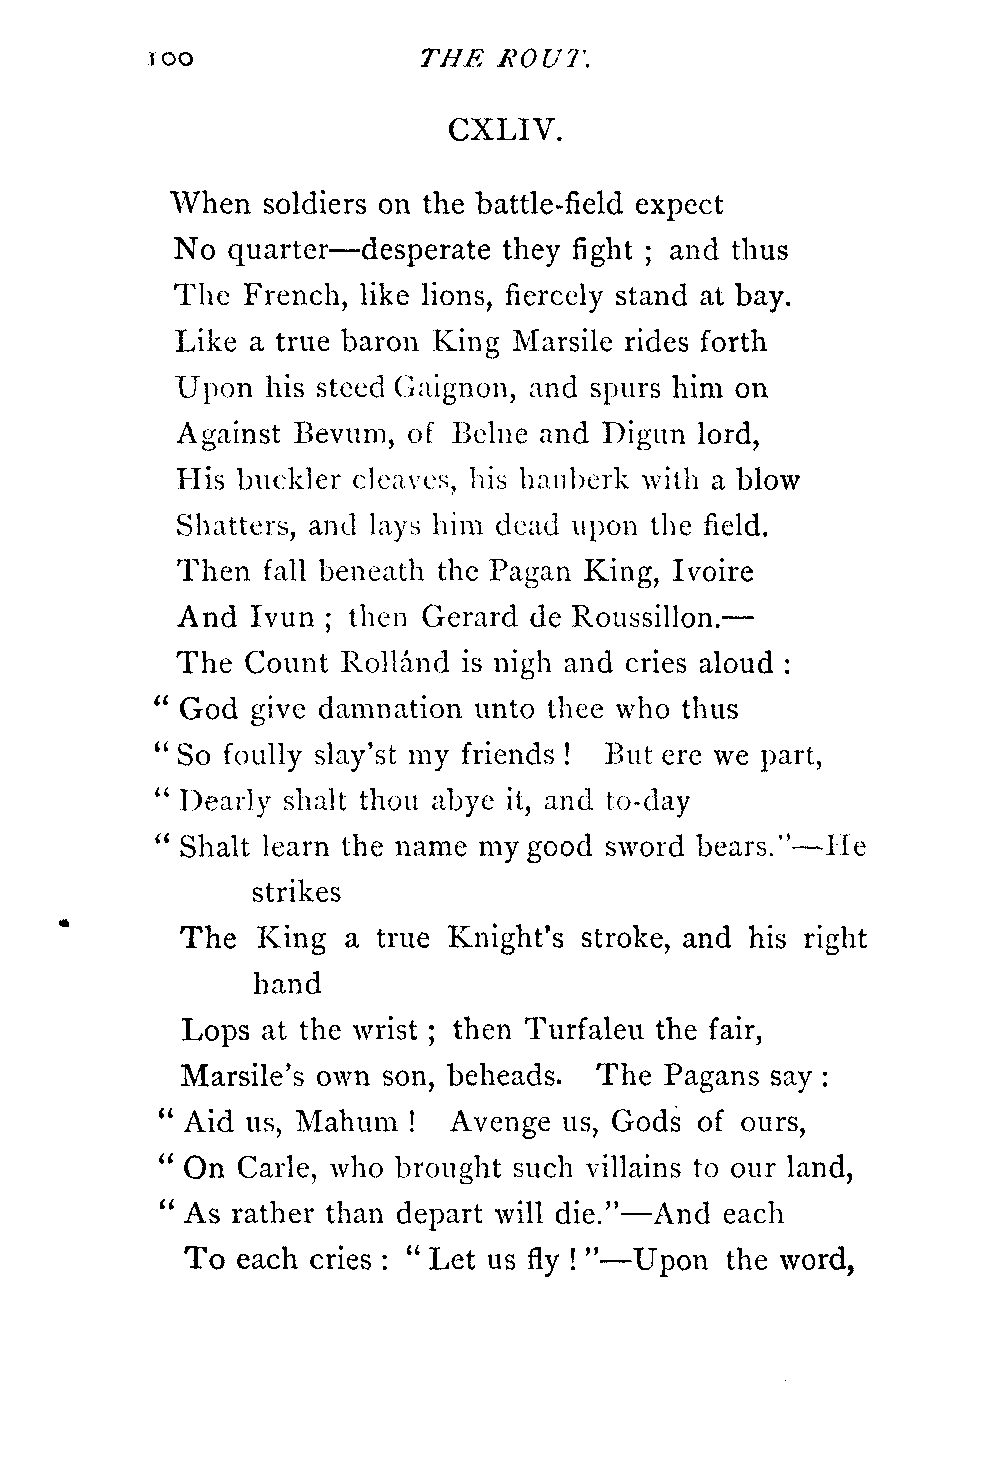 100 THE ROUT.
CXLIV.
When soldiers on the battle-field expect
No quarter—desperate they fight ; and thus
The French, like lions, fiercely stand at bay.
Like a true baron King Marsile rides forth
Upon his steed Gaignon, and spurs him on
Against Bevum, of Belne and Digun lord,
His buckler cleaves, his hauberk with a blow
Shatters, and lays him dead upon the field.
Then fall beneath the Pagan King, Ivoire
And Ivun ; then Gerard de Roussillon.—
The Count Rolland is nigh and cries aloud :
“ God give damnation unto thee who thus
“ So foully slay’st my friends ! But ere we part,
“ Dearly shalt thou abye it, and to-day
“ Shalt learn the name my good sword bears.”—He
strikes
The King a true Knight’s stroke, and his right
hand
Lops at the wrist ; then Turfaleu the fair,
Marsile’s own son, beheads. The Pagans say :
“ Aid us, Mahum ! Avenge us, Gods of ours,
“ On Carle, who brought such villains to our land,
“ As rather than depart will die.”—And each
To each cries : “ Let us fly ! ”—Upon the word,